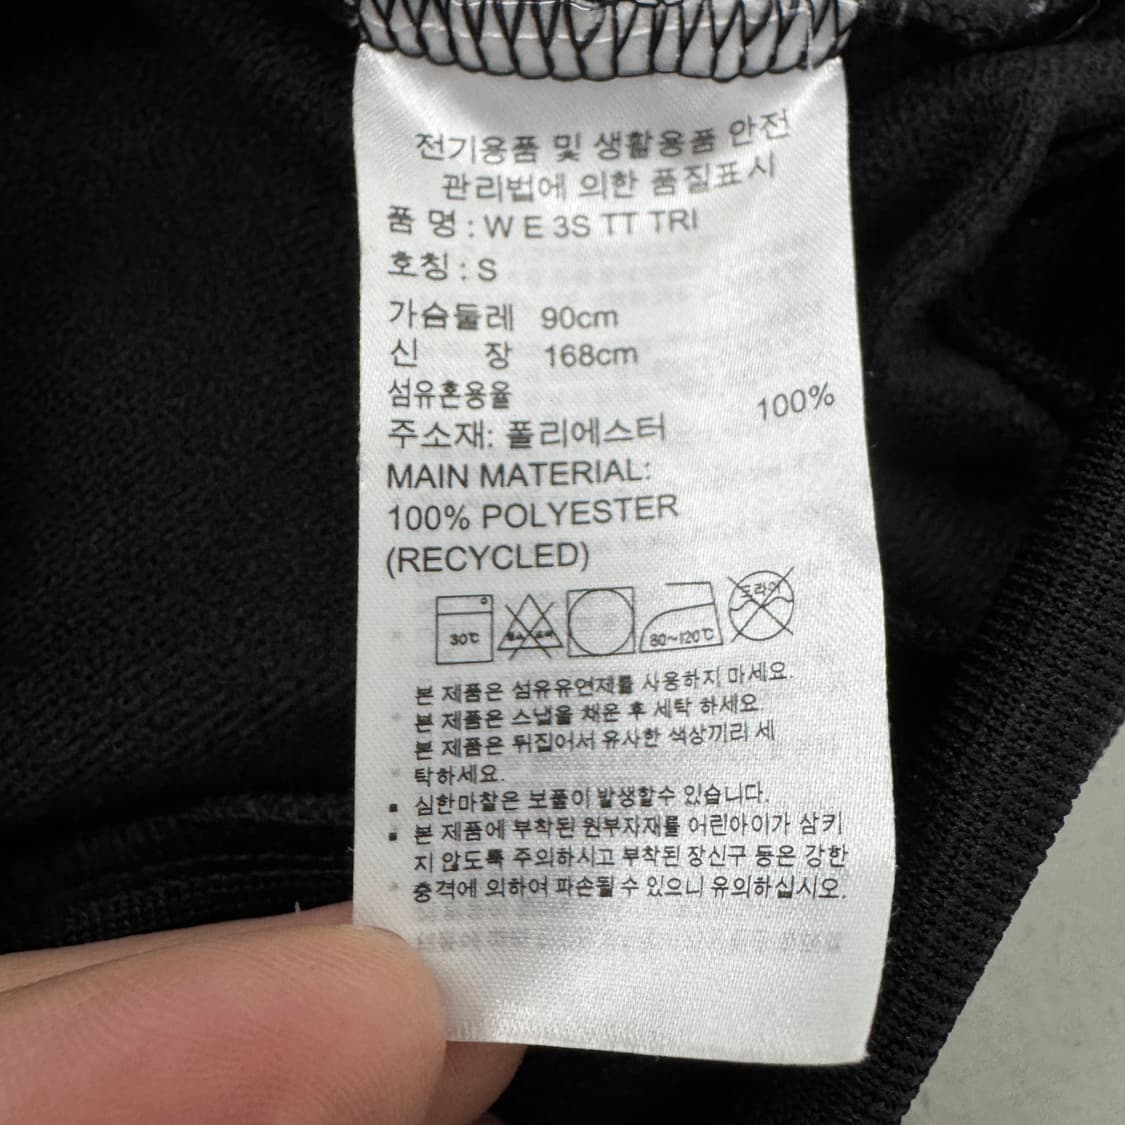 전기용품 및 생활용품 안전
관리법에 의한 품질표시
품 명 : W E 3S TT TRI
호칭 : S
가슴둘레 90cm
신 장 168cm
섬유혼용율
주소재: 폴리에스터 100%
MAIN MATERIAL:
100% POLYESTER
(RECYCLED)
30℃ 80~120℃ 드라이
본 제품은 섬유유연제를 사용하지 마세요.
본 제품은 스냅을 채운 후 세탁 하세요.
본 제품은 뒤집어서 유사한 색상끼리 세
탁하세요.
▪ 심한마찰은 보풀이 발생할수 있습니다.
▪ 본 제품에 부착된 원부자재를 어린아이가 삼키
지 않도록 주의하시고 부착된 장신구 등은 강한
충격에 의하여 파손될 수 있으니 유의하십시오.